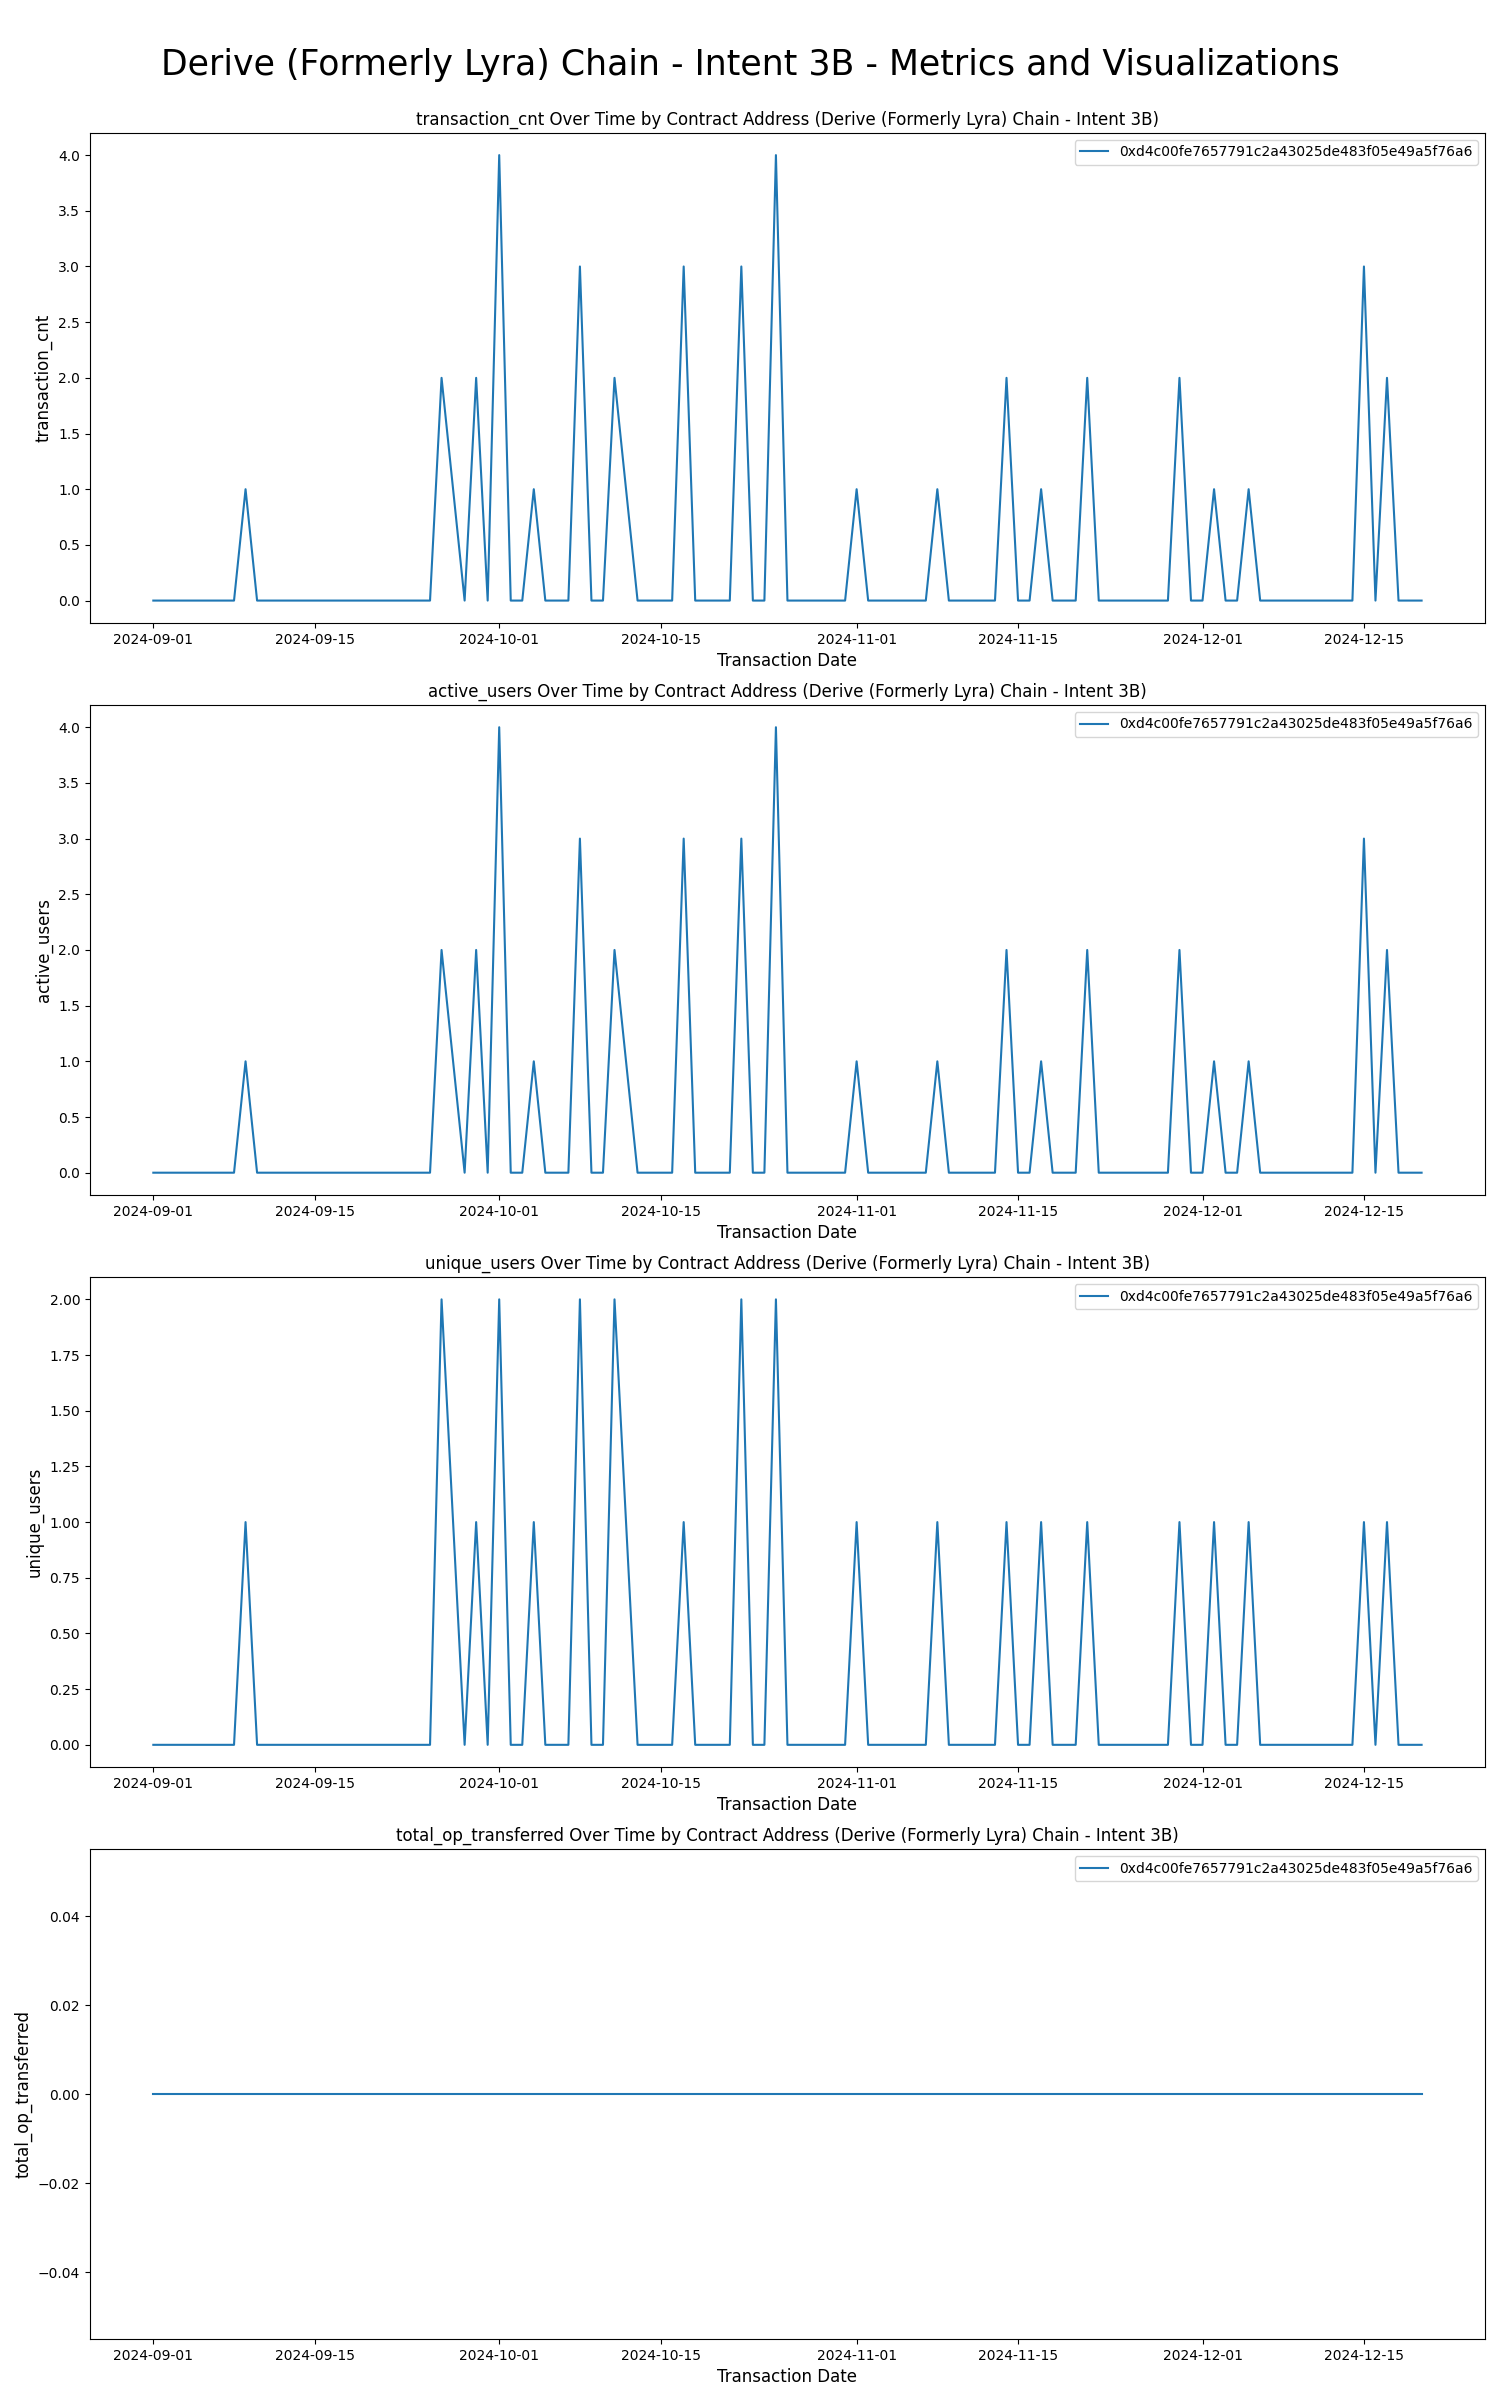 Derive (Formerly Lyra) Chain - Intent 3B - Metrics and Visualizations
transaction_cnt Over Time by Contract Address (Derive (Formerly Lyra) Chain - Intent 3B)
0xd4c00fe7657791c2a43025de483f05e49a5f76a6
4.0
3.5
3.0
2.5
2.0
1.5
1.0
0.5
0.0
transaction_cnt
2024-09-01 2024-09-15 2024-10-01 2024-10-15 2024-11-01 2024-11-15 2024-12-01 2024-12-15
Transaction Date
active_users Over Time by Contract Address (Derive (Formerly Lyra) Chain - Intent 3B)
0xd4c00fe7657791c2a43025de483f05e49a5f76a6
4.0
3.5
3.0
2.5
2.0
1.5
1.0
0.5
0.0
active_users
2024-09-01 2024-09-15 2024-10-01 2024-10-15 2024-11-01 2024-11-15 2024-12-01 2024-12-15
Transaction Date
unique_users Over Time by Contract Address (Derive (Formerly Lyra) Chain - Intent 3B)
0xd4c00fe7657791c2a43025de483f05e49a5f76a6
2.00
1.75
1.50
1.25
1.00
0.75
0.50
0.25
0.00
unique_users
2024-09-01 2024-09-15 2024-10-01 2024-10-15 2024-11-01 2024-11-15 2024-12-01 2024-12-15
Transaction Date
total_op_transferred Over Time by Contract Address (Derive (Formerly Lyra) Chain - Intent 3B)
0xd4c00fe7657791c2a43025de483f05e49a5f76a6
0.04
0.02
0.00
−0.02
−0.04
total_op_transferred
2024-09-01 2024-09-15 2024-10-01 2024-10-15 2024-11-01 2024-11-15 2024-12-01 2024-12-15
Transaction Date